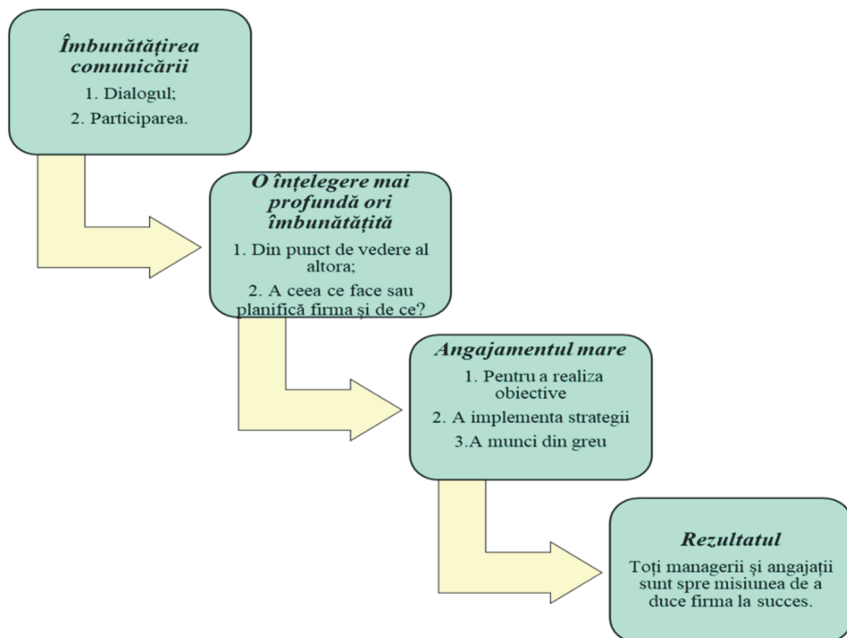 Îmbunătățirea
comunicării
1. Dialogul;
2. Participarea.
O înțelegere mai
profundă ori
îmbunătățită
1. Din punct de vedere al
altora;
2. A ceea ce face sau
planifică firma și de ce?
Angajamentul mare
1. Pentru a realiza
obiective
2. A implementa strategii
3.A munci din greu
Rezultatul
Toți managerii și angajații
sunt spre misiunea de a
duce firma la succes.